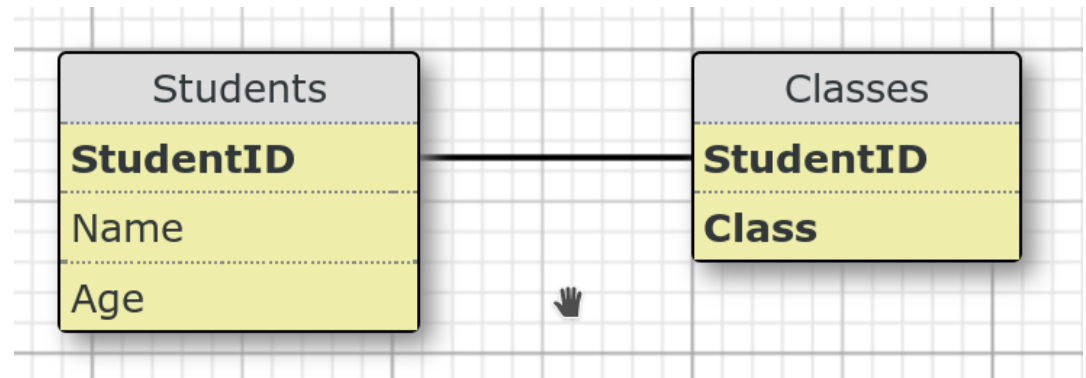 Students
StudentID
Name
Age
Classes
StudentID
Class